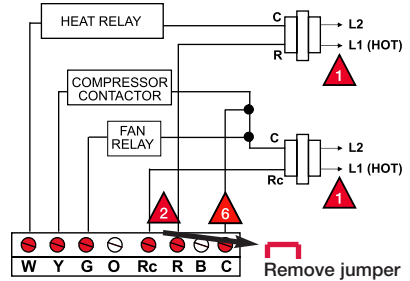 HEAT RELAY
C
L2
R
L1 (HOT)
1
COMPRESSOR
CONTACTOR
FAN
RELAY
C
L2
Rc
L1 (HOT)
1
2
6
W Y G O Rc R B C
Remove jumper